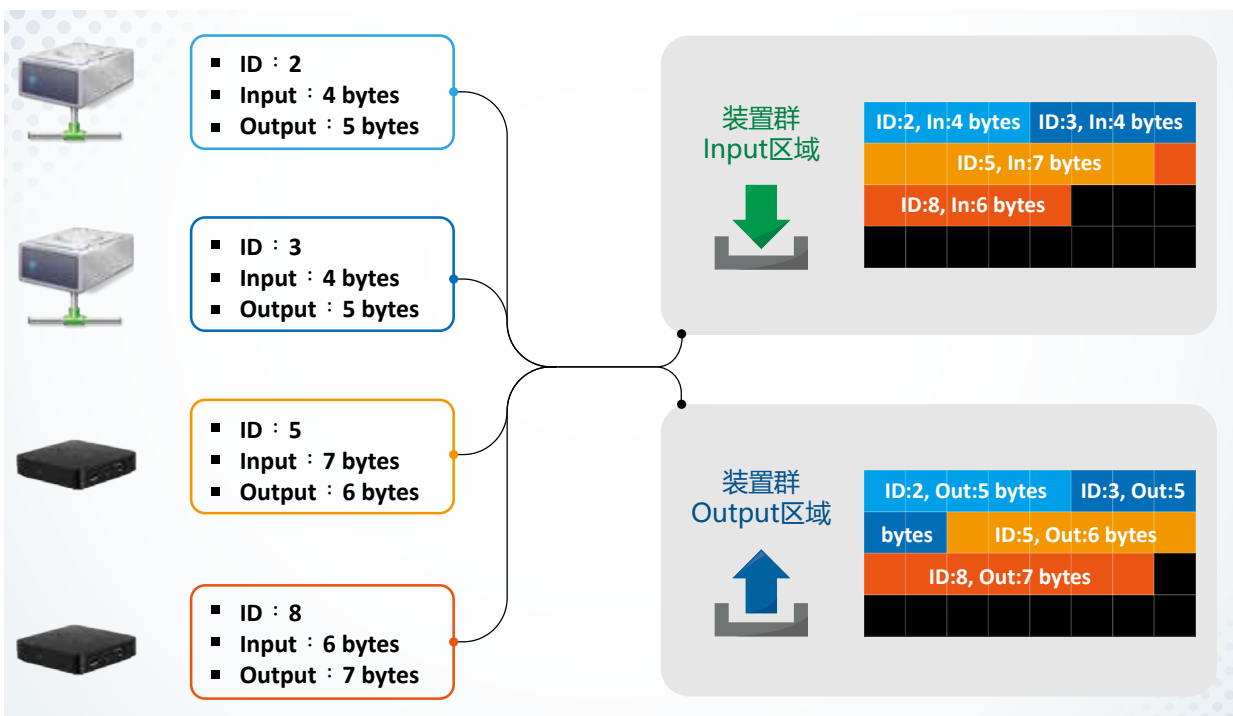 ■ ID：2
■ Input：4 bytes
■ Output：5 bytes
■ ID：3
■ Input：4 bytes
■ Output：5 bytes
■ ID：5
■ Input：7 bytes
■ Output：6 bytes
■ ID：8
■ Input：6 bytes
■ Output：7 bytes
装置群
Input区域
ID:2, In:4 bytes ID:3, In:4 bytes
ID:5, In:7 bytes
ID:8, In:6 bytes
装置群
Output区域
ID:2, Out:5 bytes ID:3, Out:5
bytes ID:5, Out:6 bytes
ID:8, Out:7 bytes